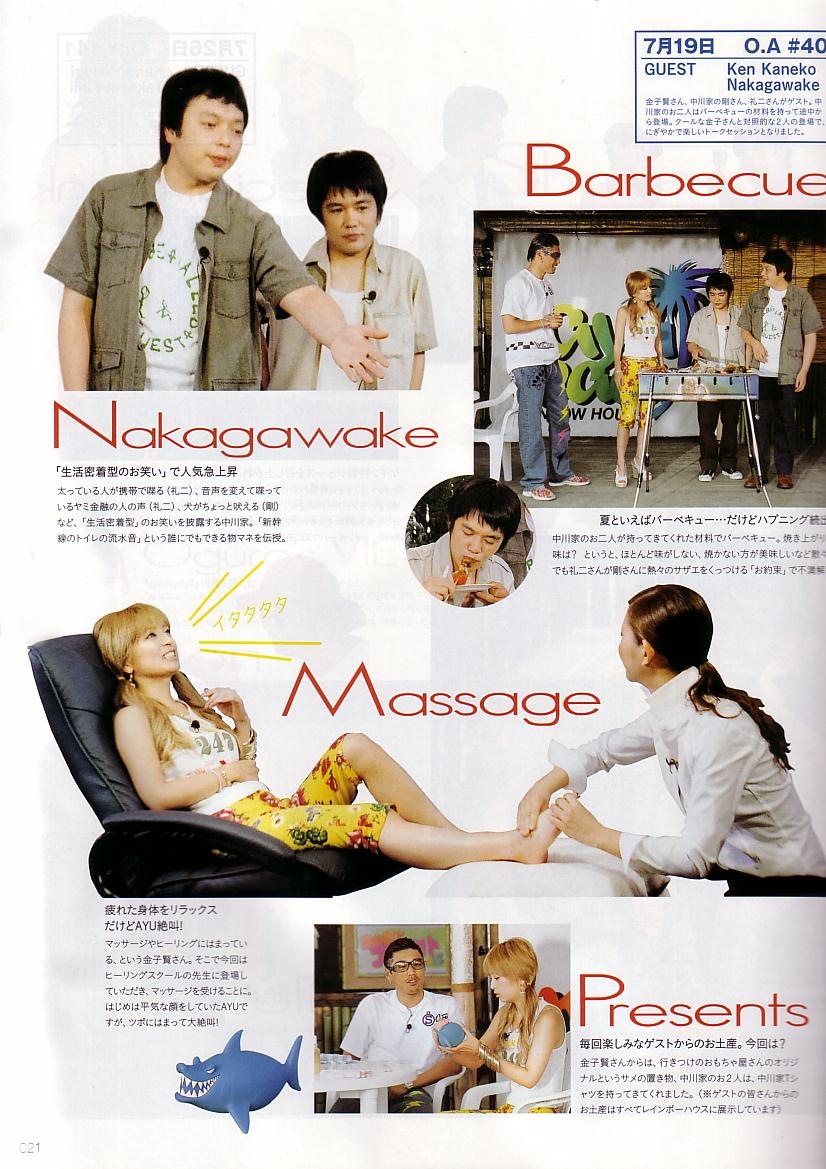 7月19日 O.A #40
GUEST Ken Kaneko
Nakagawake
金子賢さん、中川家の剛さん、礼二さんがゲスト。中
川家のお二人はバーベキューの材料を持って途中か
ら登場。クールな金子さんと対照的な2人の登場で、
にぎやかで楽しいトークセッションとなりました。
Barbecue
Nakagawake
「生活密着型のお笑い」で人気急上昇
太っている人が携帯で喋る（礼二）、音声を変えて喋って
いるヤミ金融の人の声（礼二）、犬がちょっと吠える（剛）
など、「生活密着型」のお笑いを披露する中川家。「新幹
線のトイレの流水音」という誰にでもできる物マネを伝授。
夏といえばバーベキュー…だけどハプニング続出
中川家のお二人が持ってきてくれた材料でバーベキュー。焼き上がり
味は? というと、ほとんど味がしない、焼かない方が美味しいなど散々
でも礼二さんが剛さんに熱々のサザエをくっつける「お約束」で不満解
イタタタタ
Massage
247
疲れた身体をリラックス
だけどAYU絶叫!
マッサージやヒーリングにはまってい
る、という金子賢さん。そこで今回は
ヒーリングスクールの先生に登場し
ていただき、マッサージを受けることに。
はじめは平気な顔をしていたAYUで
すが、ツボにはまって大絶叫!
Presents
毎回楽しみなゲストからのお土産。今回は?
金子賢さんからは、行きつけのおもちゃ屋さんのオリジ
ナルというサメの置き物、中川家のお2人は、中川家Tシ
ャツを持ってきてくれました。（※ゲストの皆さんからの
お土産はすべてレインボーハウスに展示しています）
021